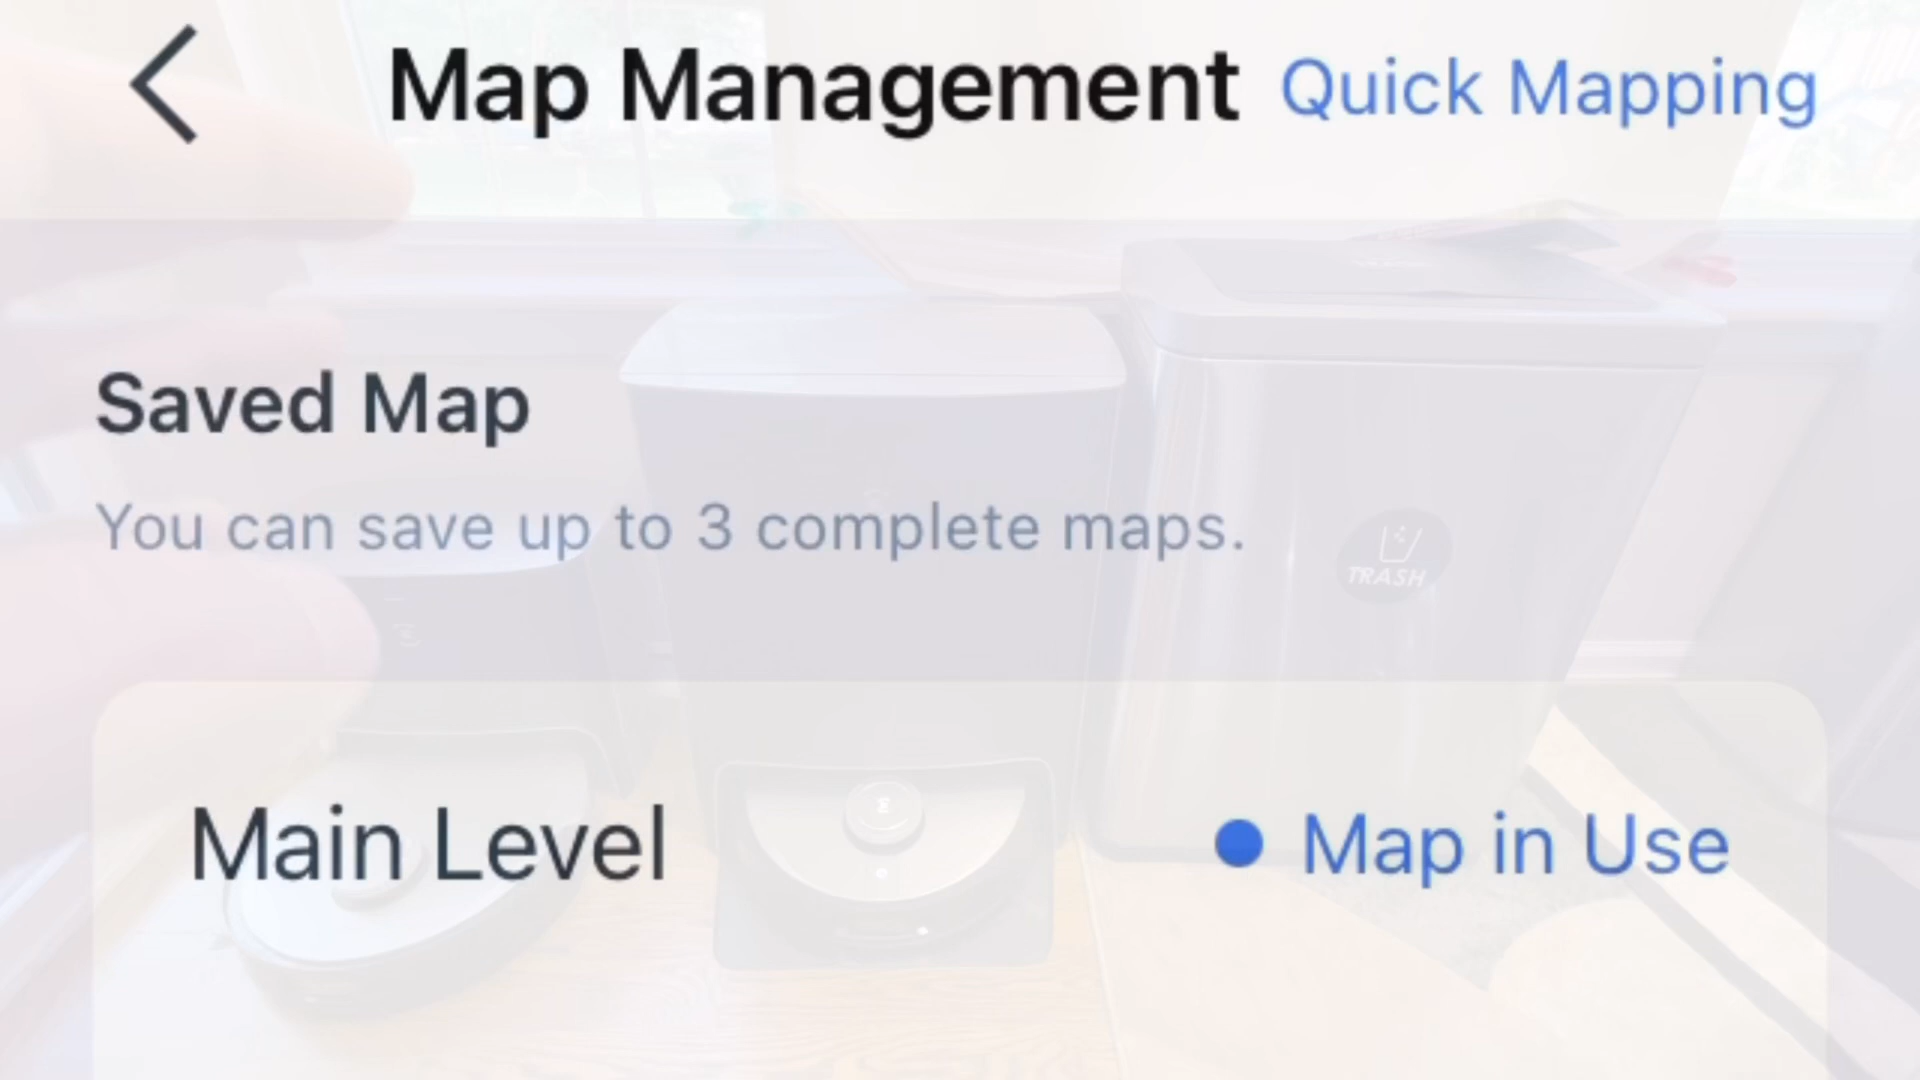 Map Management
Quick Mapping
Saved Map
You can save up to 3 complete maps.
TRASH
Main Level
Map in Use